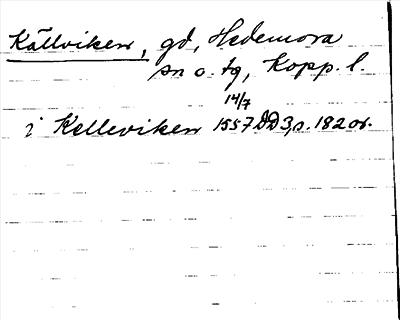 Källviken, gd, Hedemora
sn o. tg, Kopp. l.
14/7
i Kelleviken 1557 DD 3, s. 182 or.